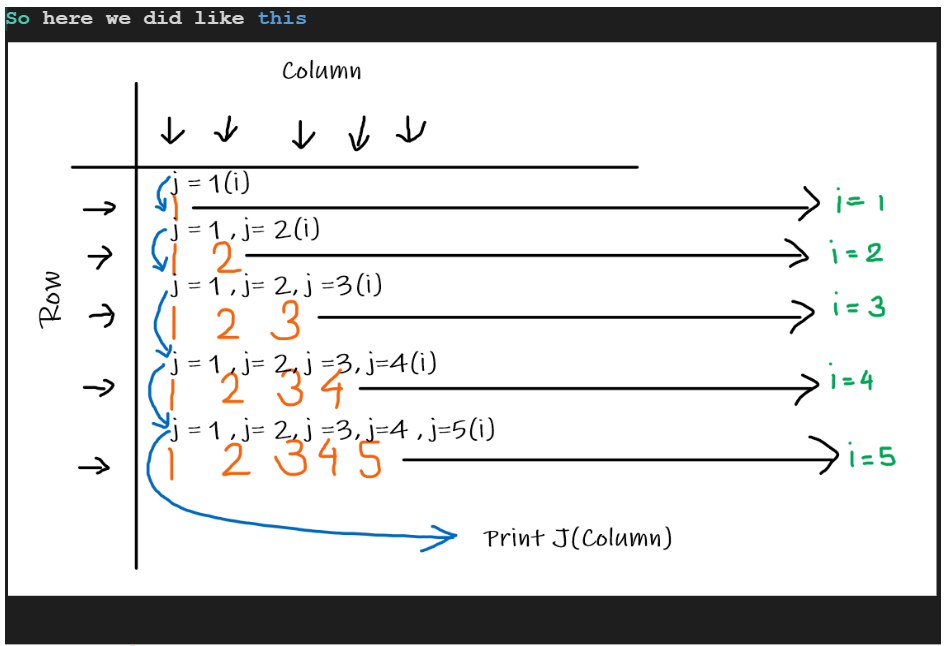 So here we did like this
Column
j = 1(i)
1
i= 1
j = 1 ,j= 2(i)
1 2
i = 2
j = 1 ,j= 2,j =3(i)
1 2 3
i = 3
Row
j = 1 ,j= 2,j =3,j=4(i)
1 2 3 4
i=4
j = 1 ,j= 2,j =3,j=4 ,j=5(i)
1 2 3 4 5
i=5
Print J(Column)